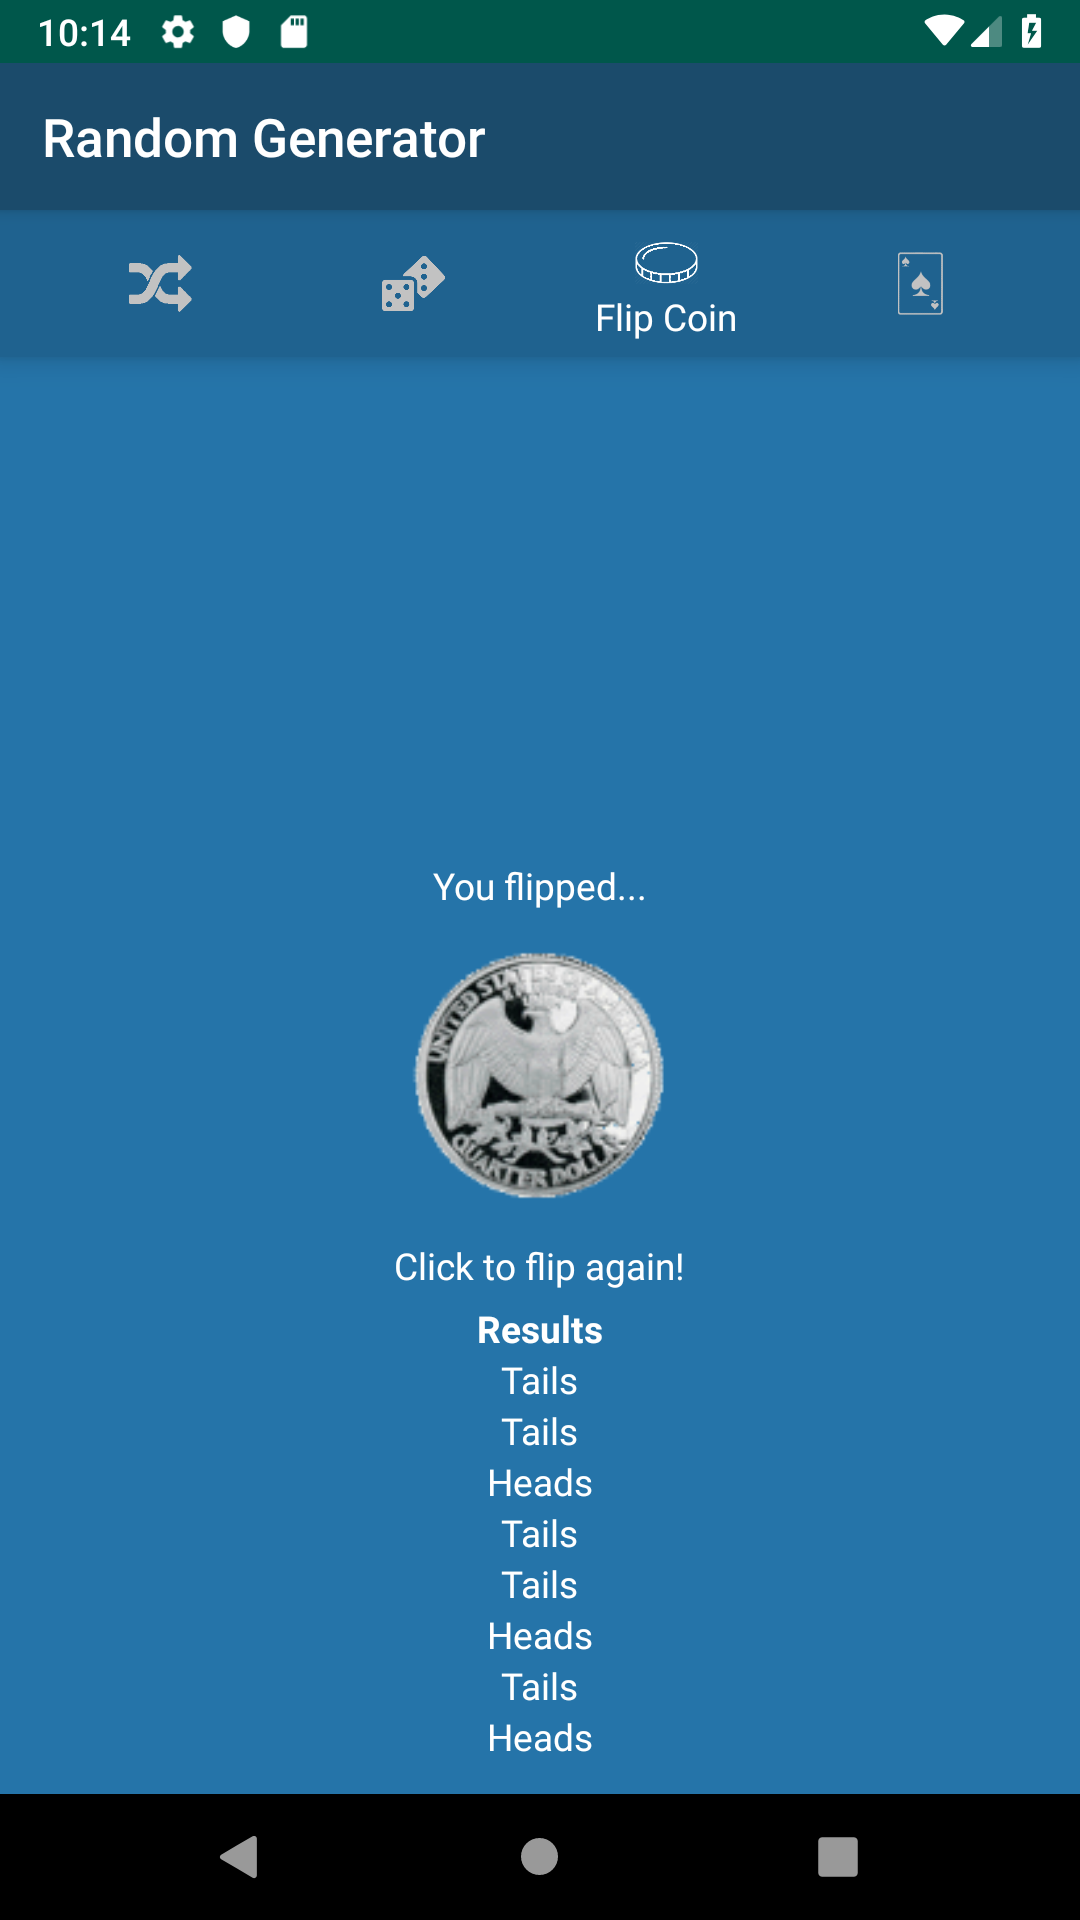 10:14
Random Generator
Flip Coin
You flipped...
UNITED STATES OF AMERICA
QUARTER DOLLAR
Click to flip again!
Results
Tails
Tails
Heads
Tails
Tails
Heads
Tails
Heads